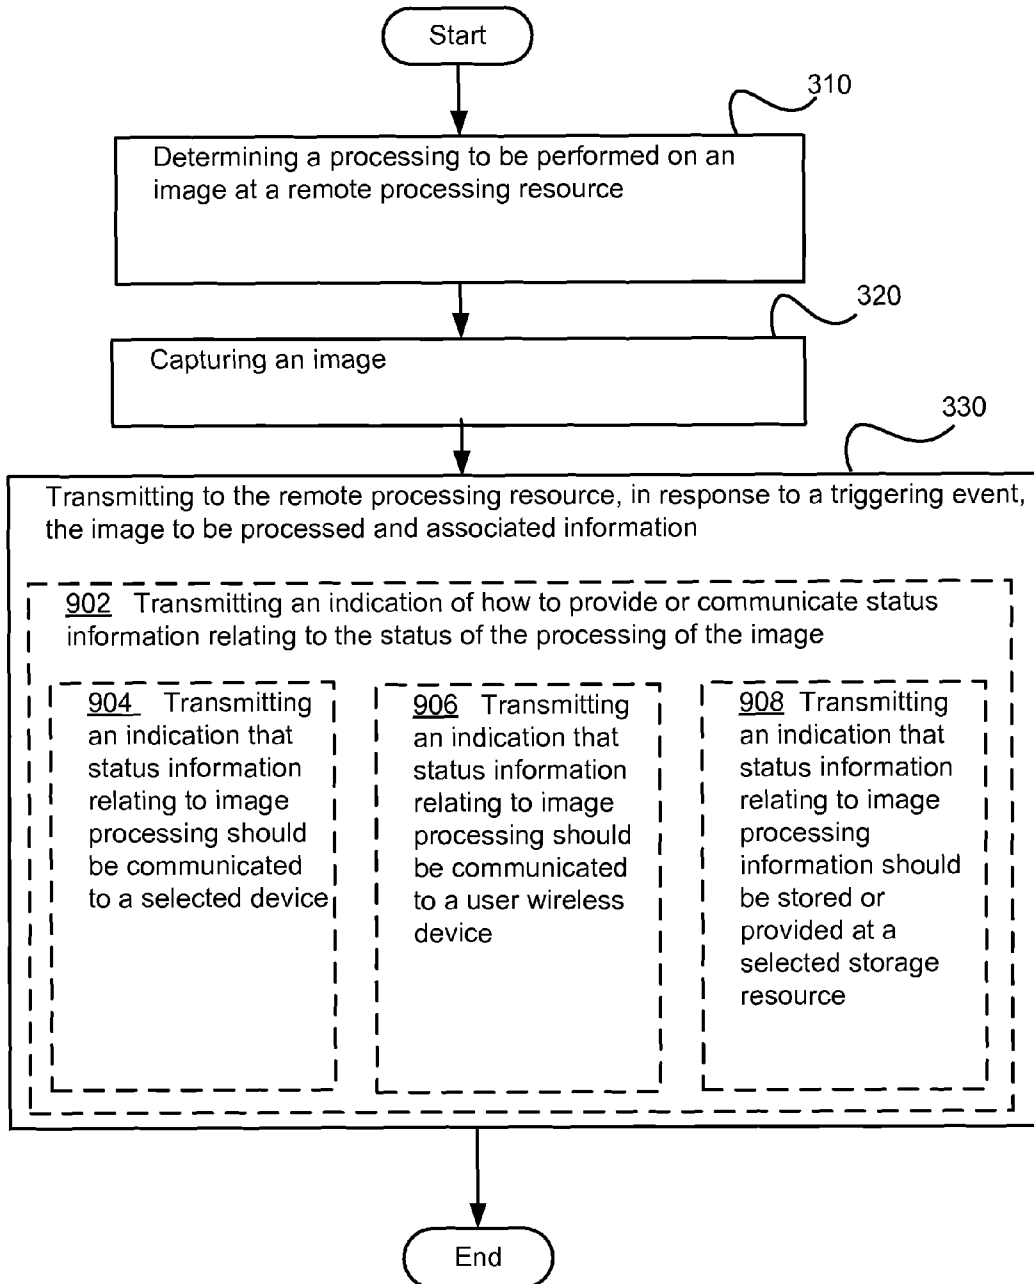 Start
310
Determining a processing to be performed on an
image at a remote processing resource
320
Capturing an image
330
Transmitting to the remote processing resource, in response to a triggering event,
the image to be processed and associated information
902 Transmitting an indication of how to provide or communicate status
information relating to the status of the processing of the image
904 Transmitting
an indication that
status information
relating to image
processing should
be communicated
to a selected device
906 Transmitting
an indication that
status information
relating to image
processing should
be communicated
to a user wireless
device
908 Transmitting
an indication that
status information
relating to image
processing
information should
be stored or
provided at a
selected storage
resource
End